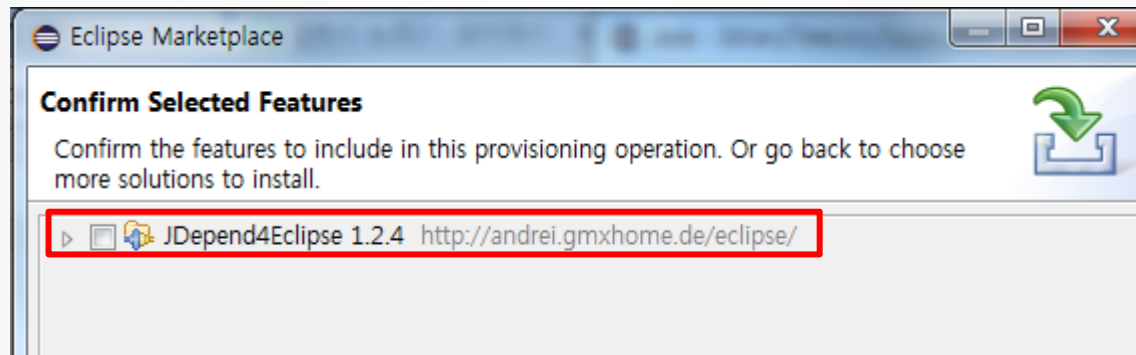 Eclipse Marketplace
Confirm Selected Features
Confirm the features to include in this provisioning operation. Or go back to choose
more solutions to install.
JDepend4Eclipse 1.2.4 http://andrei.gmxhome.de/eclipse/